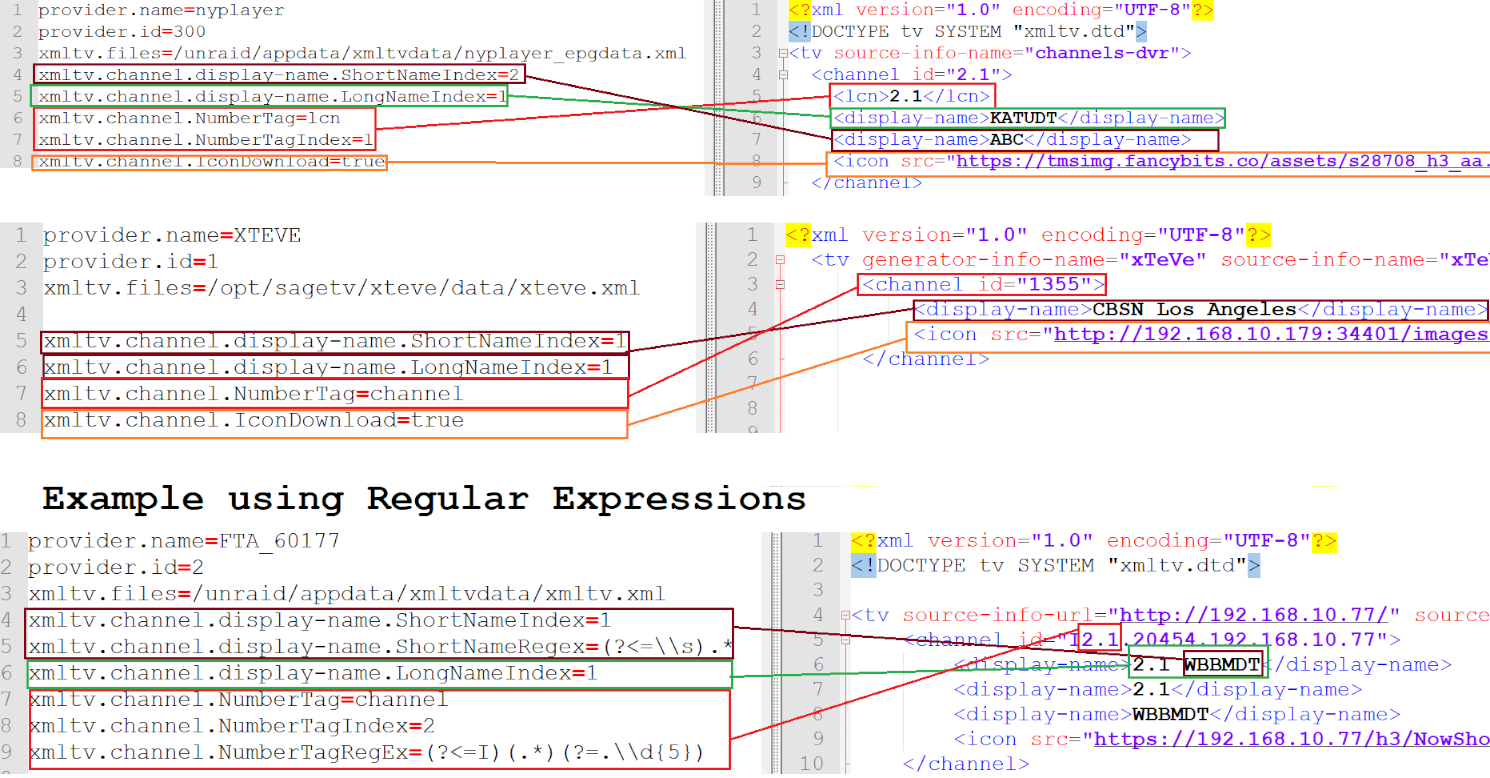 1 provider.name=nyplayer
2 provider.id=300
3 xmltv.files=/unraid/appdata/xmltvdata/nyplayer_epgdata.xml
4 xmltv.channel.display-name.ShortNameIndex=2
5 xmltv.channel.display-name.LongNameIndex=1
6 xmltv.channel.NumberTag=lcn
7 xmltv.channel.NumberTagIndex=1
8 xmltv.channel.IconDownload=true
1 <?xml version="1.0" encoding="UTF-8"?>
2 <!DOCTYPE tv SYSTEM "xmltv.dtd">
3 <tv source-info-name="channels-dvr">
4 <channel id="2.1">
5 <lcn>2.1</lcn>
6 <display-name>KATUDT</display-name>
7 <display-name>ABC</display-name>
8 <icon src="https://tmsimg.fancybits.co/assets/s28708_h3_aa.
9 </channel>
1 provider.name=XTEVE
2 provider.id=1
3 xmltv.files=/opt/sagetv/xteve/data/xteve.xml
4
5 xmltv.channel.display-name.ShortNameIndex=1
6 xmltv.channel.display-name.LongNameIndex=1
7 xmltv.channel.NumberTag=channel
8 xmltv.channel.IconDownload=true
1 <?xml version="1.0" encoding="UTF-8"?>
2 <tv generator-info-name="xTeVe" source-info-name="xTe
3 <channel id="1355">
4 <display-name>CBSN Los Angeles</display-name>
5 <icon src="http://192.168.10.179:34401/images
6 </channel>
7
8
9
Example using Regular Expressions
1 provider.name=FTA_60177
2 provider.id=2
3 xmltv.files=/unraid/appdata/xmltvdata/xmltv.xml
4 xmltv.channel.display-name.ShortNameIndex=1
5 xmltv.channel.display-name.ShortNameRegex=(?<=\\s).*
6 xmltv.channel.display-name.LongNameIndex=1
7 xmltv.channel.NumberTag=channel
8 xmltv.channel.NumberTagIndex=2
9 xmltv.channel.NumberTagRegEx=(?<=I)(.*)(?=.\\d{5})
1 <?xml version="1.0" encoding="UTF-8"?>
2 <!DOCTYPE tv SYSTEM "xmltv.dtd">
3
4 <tv source-info-url="http://192.168.10.77/" source
5 <channel id="I2.1.20454.192.168.10.77">
6 <display-name>2.1 WBBMDT</display-name>
7 <display-name>2.1</display-name>
8 <display-name>WBBMDT</display-name>
9 <icon src="https://192.168.10.77/h3/NowSho
10 </channel>